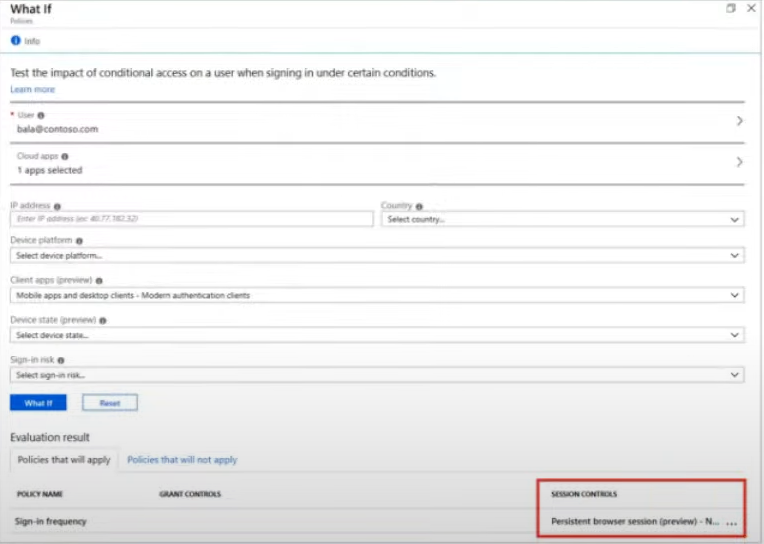 What If
Policies
Info
Test the impact of conditional access on a user when signing in under certain conditions.
Learn more
* User
bala@contoso.com
Cloud apps
1 apps selected
IP address
Country
Enter IP address (ex: 40.77.182.32)
Select country...
Device platform
Select device platform...
Client apps (preview)
Mobile apps and desktop clients - Modern authentication clients
Device state (preview)
Select device state...
Sign-in risk
Select sign-in risk...
What If
Reset
Evaluation result
Policies that will apply
Policies that will not apply
POLICY NAME
GRANT CONTROLS
SESSION CONTROLS
Sign-in frequency
Persistent browser session (preview) - N... ...